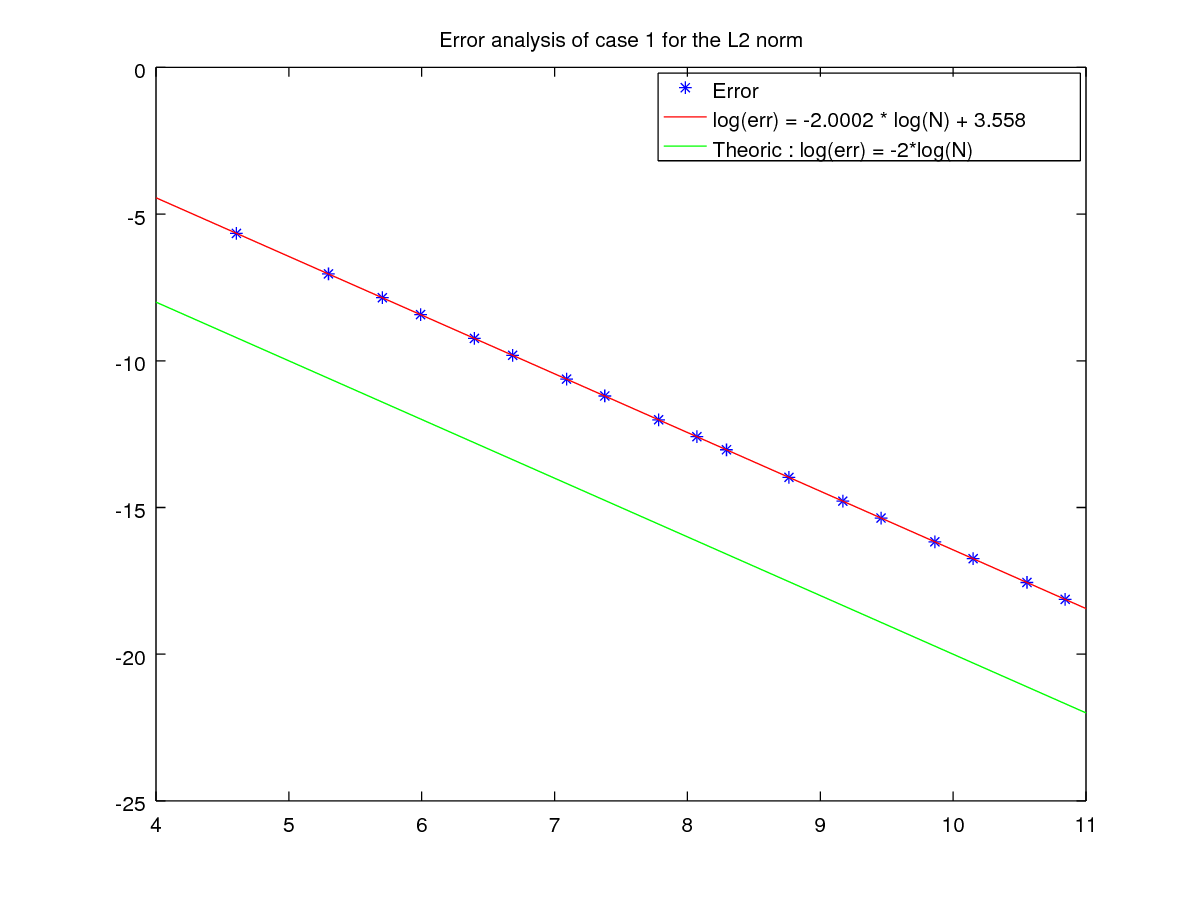 Error analysis of case 1 for the L2 norm
Error
log(err) = -2.0002 * log(N) + 3.558
Theoric : log(err) = -2*log(N)
0
-5
-10
-15
-20
-25
4 5 6 7 8 9 10 11